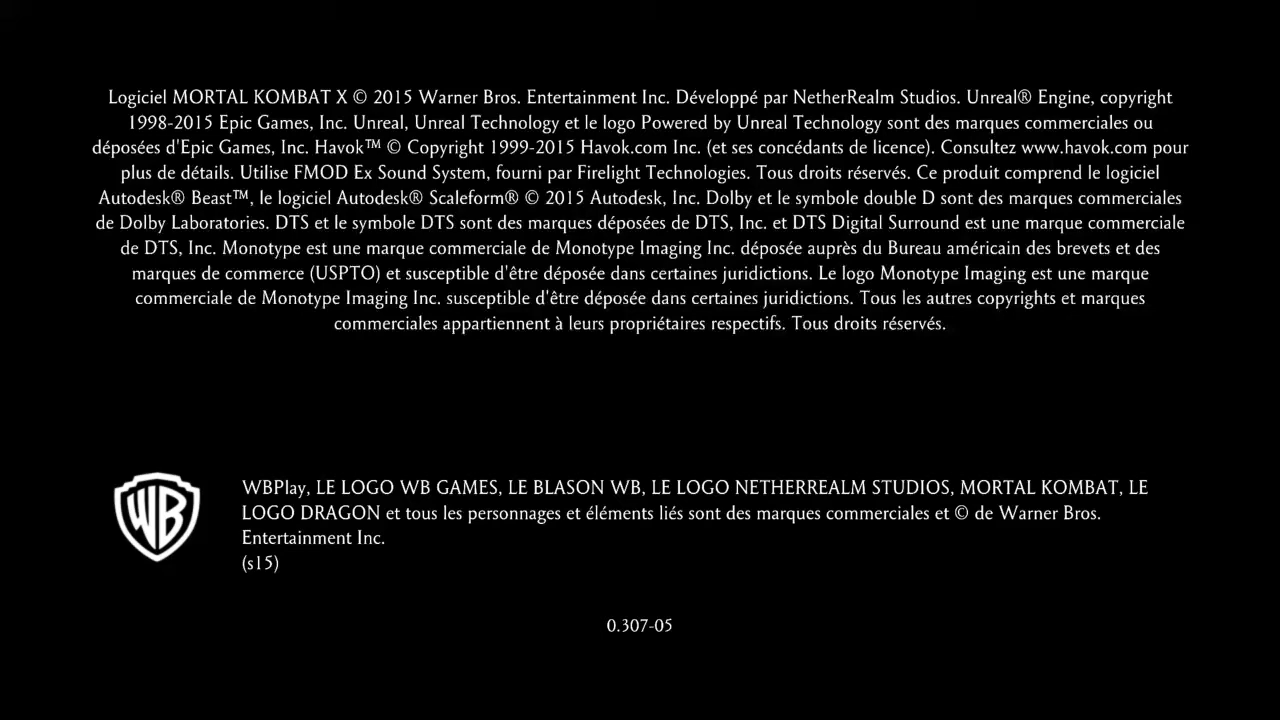 Logiciel MORTAL KOMBAT X © 2015 Warner Bros. Entertainment Inc. Développé par NetherRealm Studios. Unreal® Engine, copyright
1998-2015 Epic Games, Inc. Unreal, Unreal Technology et le logo Powered by Unreal Technology sont des marques commerciales ou
déposées d'Epic Games, Inc. Havok™ © Copyright 1999-2015 Havok.com Inc. (et ses concédants de licence). Consultez www.havok.com pour
plus de détails. Utilise FMOD Ex Sound System, fourni par Firelight Technologies. Tous droits réservés. Ce produit comprend le logiciel
Autodesk® Beast™, le logiciel Autodesk® Scaleform® © 2015 Autodesk, Inc. Dolby et le symbole double D sont des marques commerciales
de Dolby Laboratories. DTS et le symbole DTS sont des marques déposées de DTS, Inc. et DTS Digital Surround est une marque commerciale
de DTS, Inc. Monotype est une marque commerciale de Monotype Imaging Inc. déposée auprès du Bureau américain des brevets et des
marques de commerce (USPTO) et susceptible d'être déposée dans certaines juridictions. Le logo Monotype Imaging est une marque
commerciale de Monotype Imaging Inc. susceptible d'être déposée dans certaines juridictions. Tous les autres copyrights et marques
commerciales appartiennent à leurs propriétaires respectifs. Tous droits réservés.
WB
WBPlay, LE LOGO WB GAMES, LE BLASON WB, LE LOGO NETHERREALM STUDIOS, MORTAL KOMBAT, LE
LOGO DRAGON et tous les personnages et éléments liés sont des marques commerciales et © de Warner Bros.
Entertainment Inc.
(s15)
0.307-05